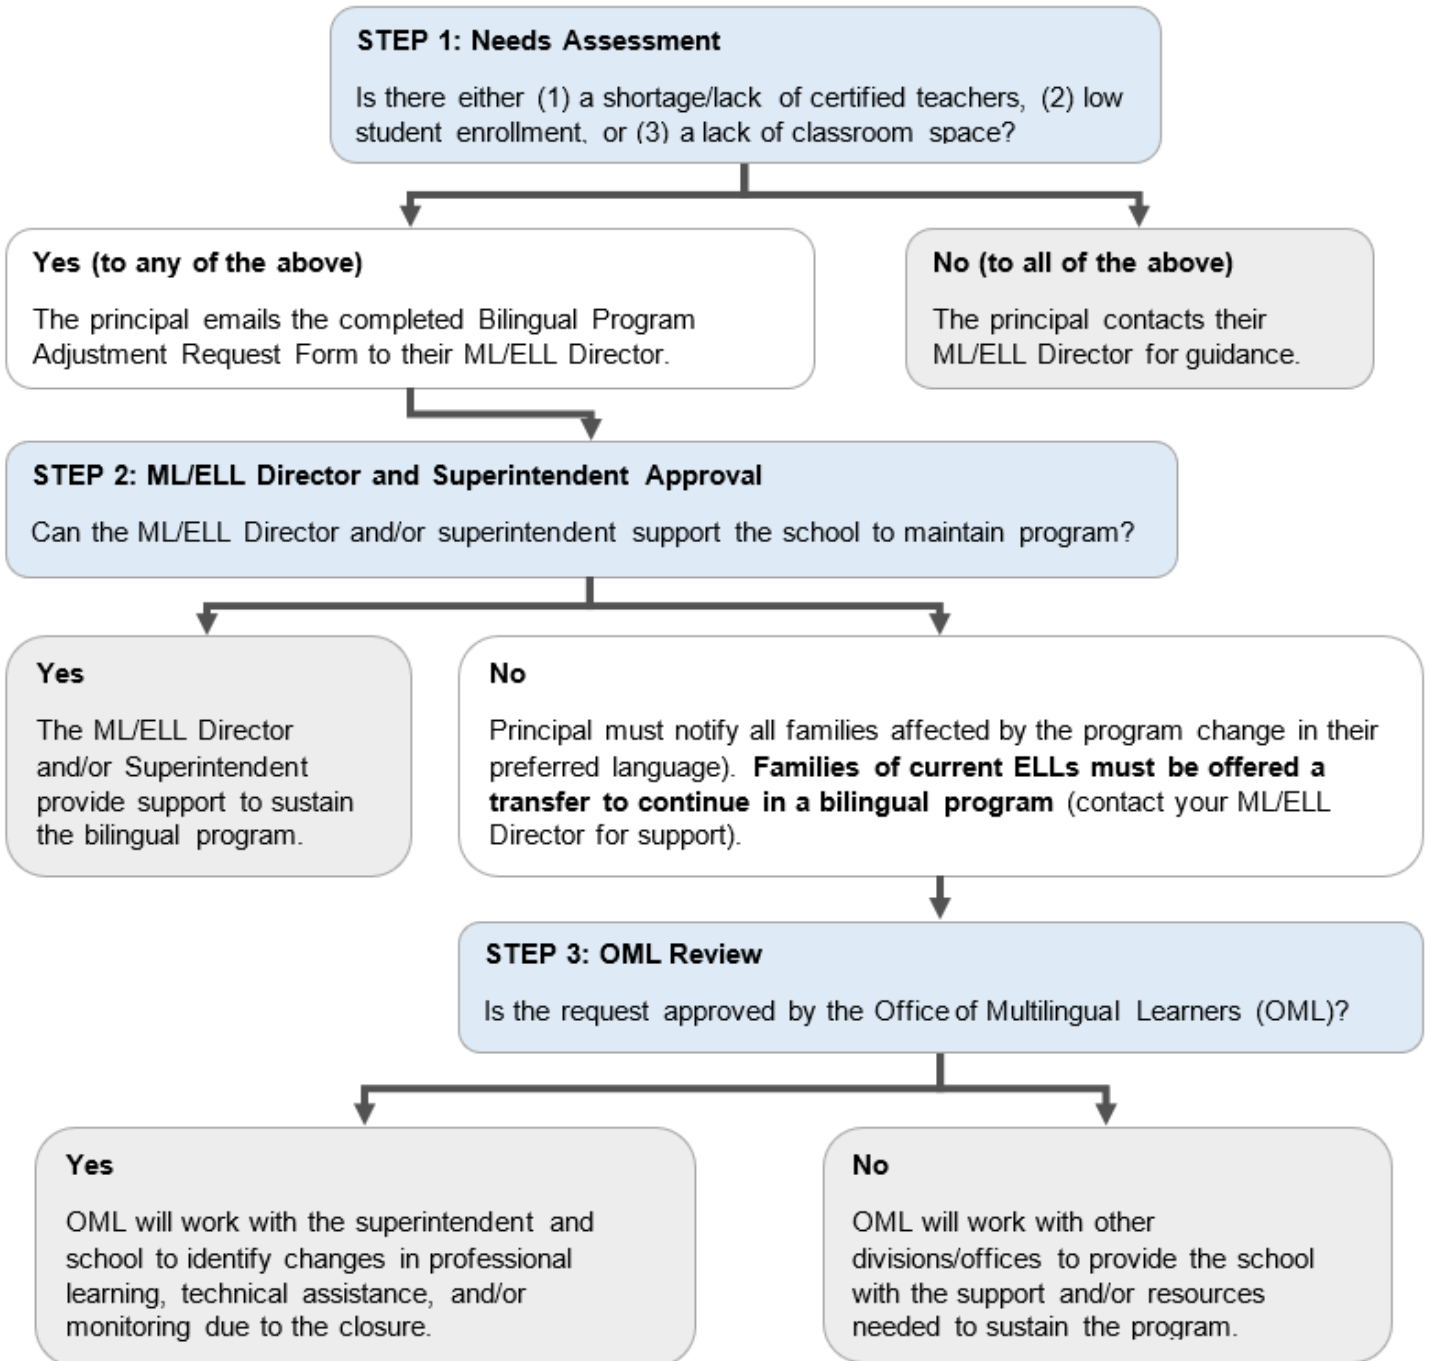 STEP 1: Needs Assessment
Is there either (1) a shortage/lack of certified teachers, (2) low
student enrollment, or (3) a lack of classroom space?
Yes (to any of the above)
The principal emails the completed Bilingual Program
Adjustment Request Form to their ML/ELL Director.
No (to all of the above)
The principal contacts their
ML/ELL Director for guidance.
STEP 2: ML/ELL Director and Superintendent Approval
Can the ML/ELL Director and/or superintendent support the school to maintain program?
Yes
The ML/ELL Director
and/or Superintendent
provide support to sustain
the bilingual program.
No
Principal must notify all families affected by the program change in their
preferred language). Families of current ELLs must be offered a
transfer to continue in a bilingual program (contact your ML/ELL
Director for support).
STEP 3: OML Review
Is the request approved by the Office of Multilingual Learners (OML)?
Yes
OML will work with the superintendent and
school to identify changes in professional
learning, technical assistance, and/or
monitoring due to the closure.
No
OML will work with other
divisions/offices to provide the school
with the support and/or resources
needed to sustain the program.